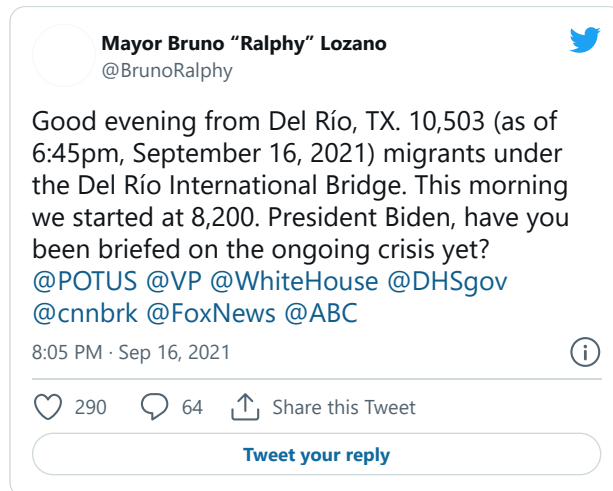 Mayor Bruno “Ralphy” Lozano
@BrunoRalphy
Good evening from Del Río, TX. 10,503 (as of
6:45pm, September 16, 2021) migrants under
the Del Río International Bridge. This morning
we started at 8,200. President Biden, have you
been briefed on the ongoing crisis yet?
@POTUS @VP @WhiteHouse @DHSgov
@cnnbrk @FoxNews @ABC
8:05 PM · Sep 16, 2021
290 64 Share this Tweet
Tweet your reply